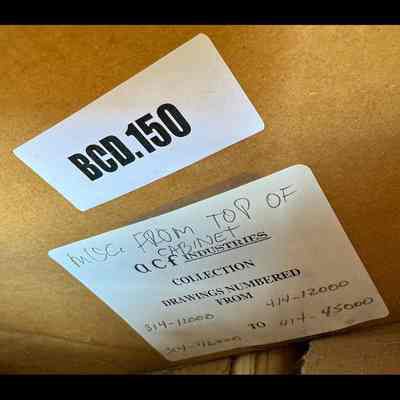 BCD.150
MISC. FROM TOP OF
CABINET
acf INDUSTRIES
COLLECTION
DRAWINGS NUMBERED
FROM
314-12000 414-12000
TO
414-45000